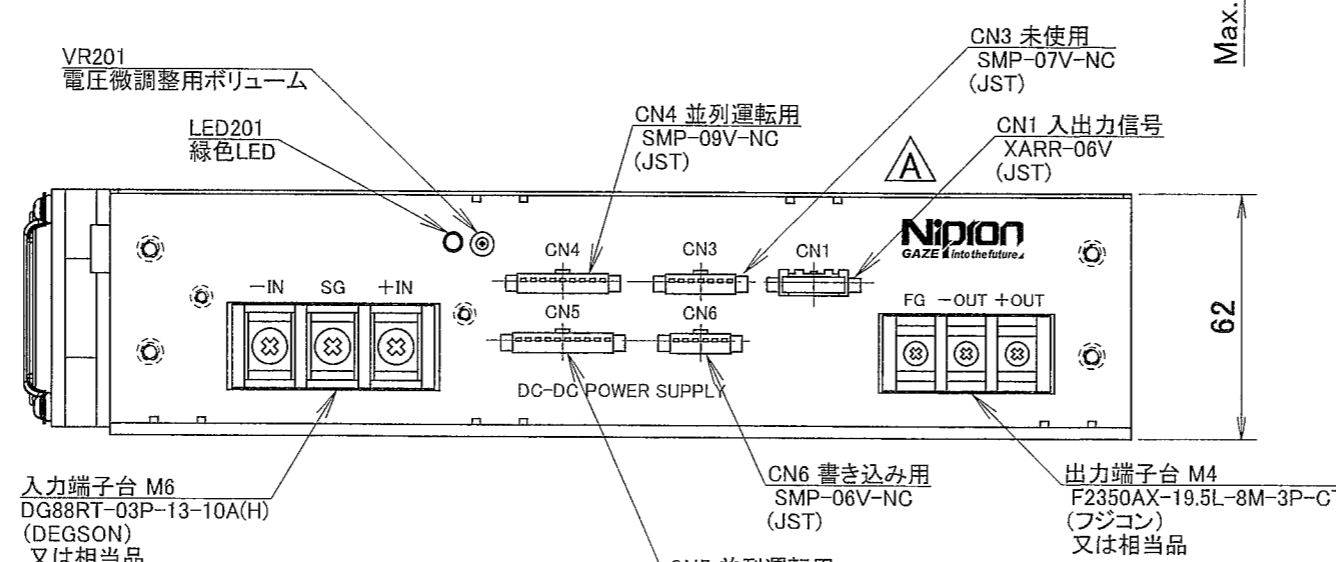 Max.
CN3 未使用
SMP-07V-NC
(JST)
VR201
電圧微調整用ボリューム
CN4 並列運転用
SMP-09V-NC
(JST)
CN1 入出力信号
XARR-06V
(JST)
LED201
緑色LED
A
Nipron
GAZE into the future
CN4
CN3
CN1
−IN SG +IN
FG −OUT +OUT
CN5
CN6
62
DC-DC POWER SUPPLY
CN6 書き込み用
SMP-06V-NC
(JST)
出力端子台 M4
F2350AX-19.5L-8M-3P-CT
(フジコン)
又は相当品
入力端子台 M6
DG88RT-03P-13-10A(H)
(DEGSON)
又は相当品
CN5 並列運転用